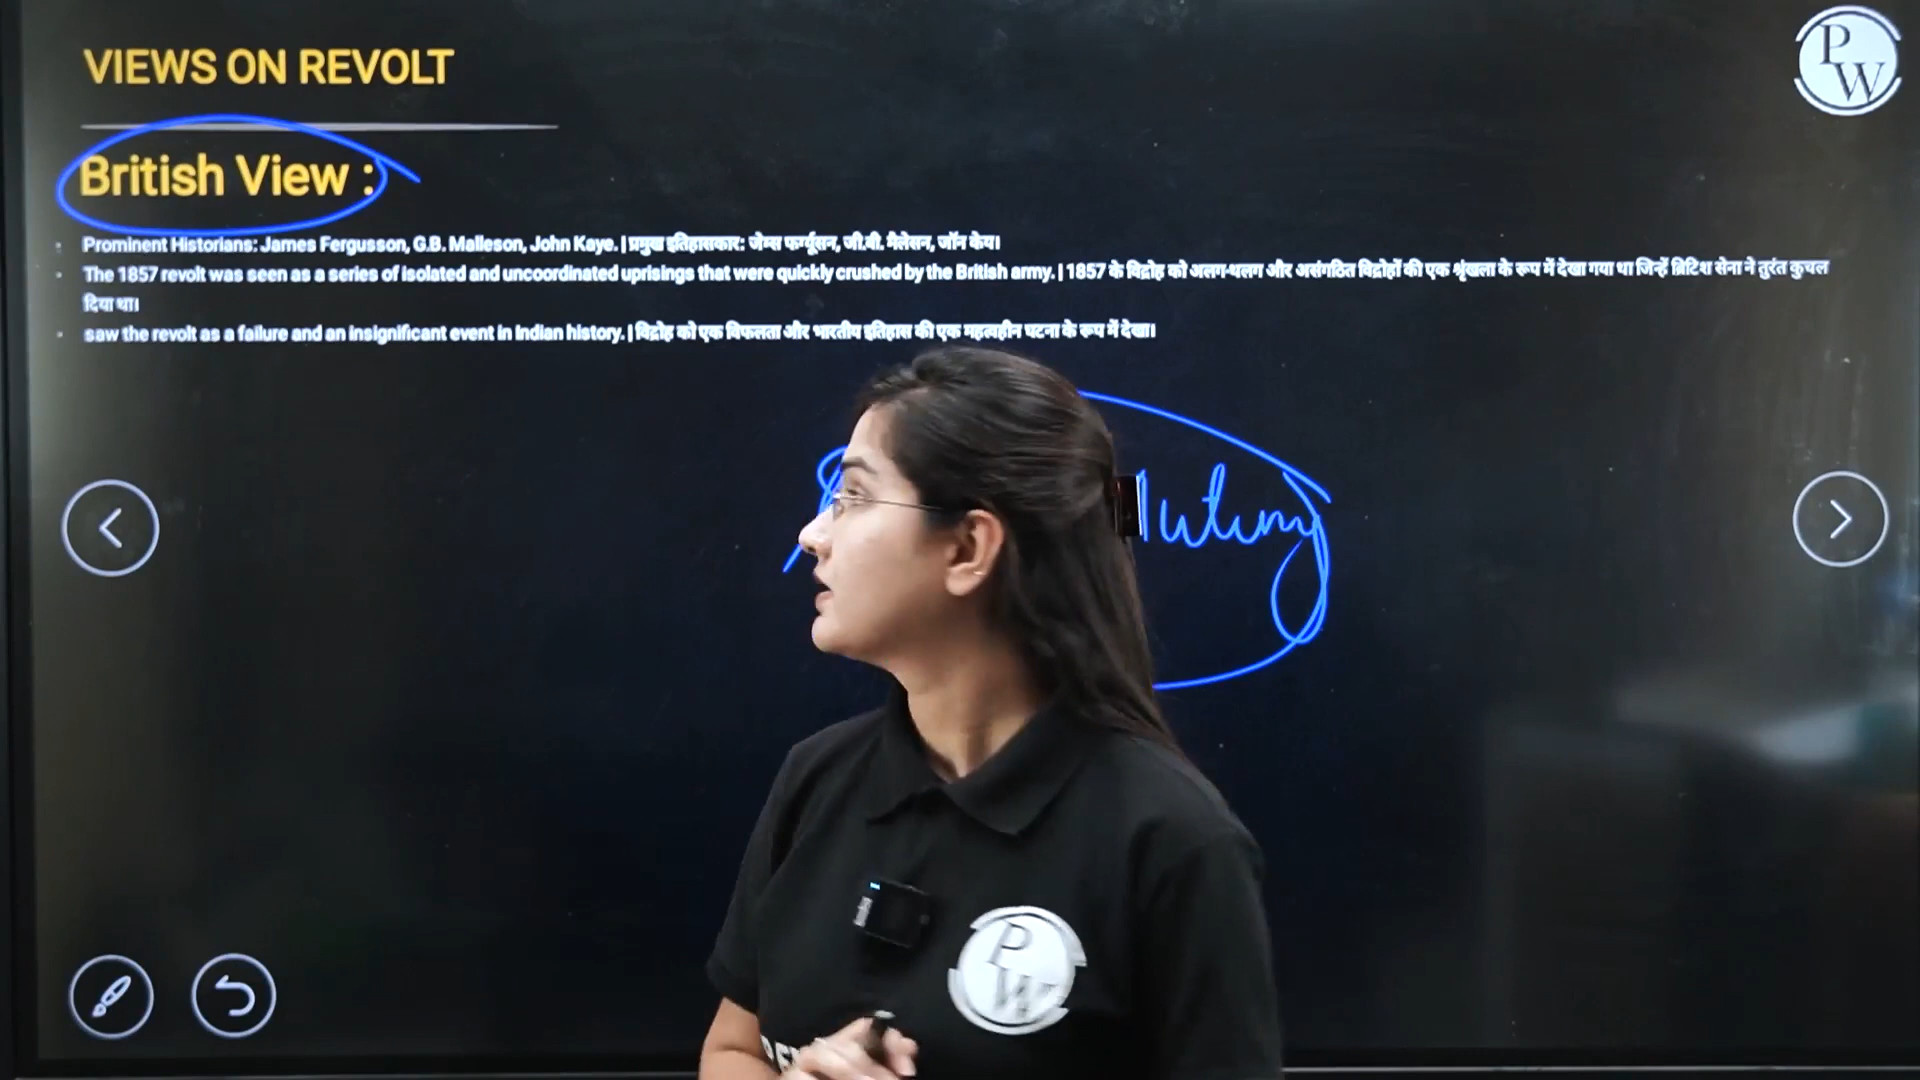 VIEWS ON REVOLT
P
W
British View :
Prominent Historians: James Fergusson, G.B. Malleson, John Kaye. | प्रमुख इतिहासकार: जेम्स फर्ग्यूसन, जी.बी. मैलेसन, जॉन केय।
The 1857 revolt was seen as a series of isolated and uncoordinated uprisings that were quickly crushed by the British army. | 1857 के विद्रोह को अलग-थलग और असंगठित विद्रोहों की एक श्रृंखला के रूप में देखा गया था जिन्हें ब्रिटिश सेना ने तुरंत कुचल
दिया था।
saw the revolt as a failure and an insignificant event in Indian history. | विद्रोह को एक विफलता और भारतीय इतिहास की एक महत्वहीन घटना के रूप में देखा।
P
W